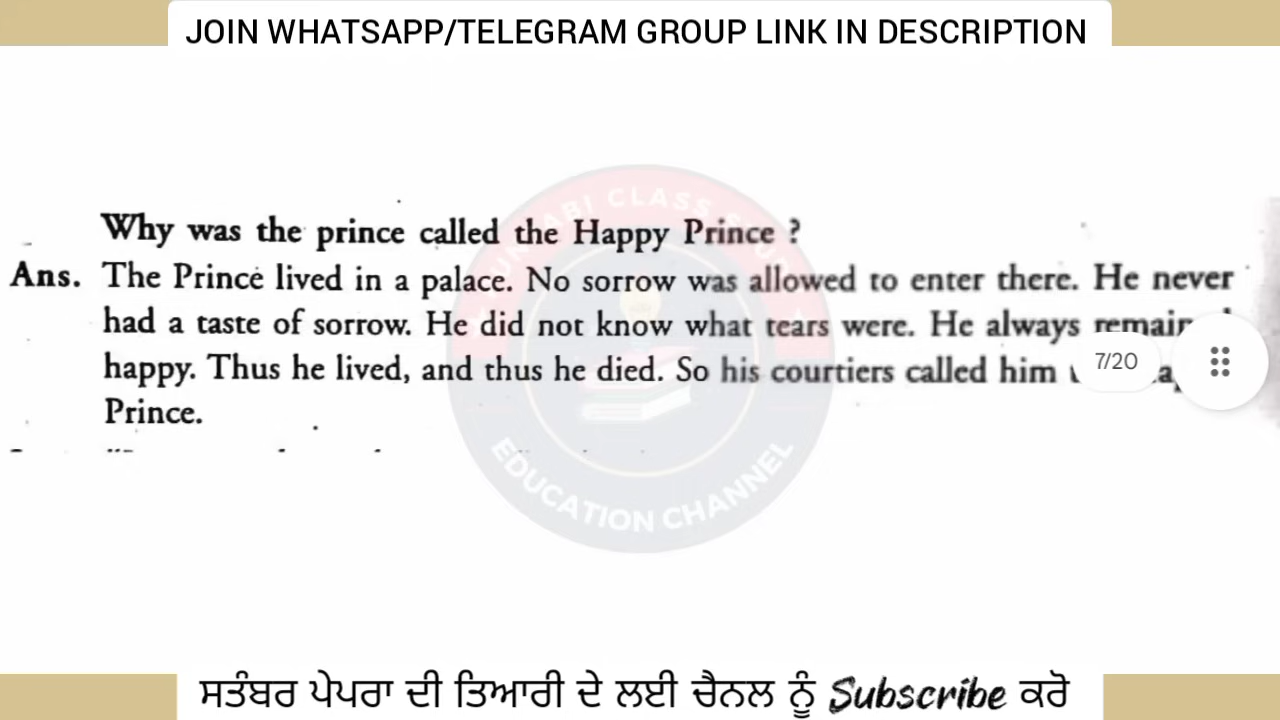 JOIN WHATSAPP/TELEGRAM GROUP LINK IN DESCRIPTION
Why was the prince called the Happy Prince ?
Ans. The Prince lived in a palace. No sorrow was allowed to enter there. He never
had a taste of sorrow. He did not know what tears were. He always
happy. Thus he lived, and thus he died. So his courtiers called him
7/20
Prince.
EDUCATION CHANNEL
ਸਤੰਬਰ ਪੇਪਰਾ ਦੀ ਤਿਆਰੀ ਦੇ ਲਈ ਚੈਨਲ ਨੂੰ Subscribe ਕਰੋ